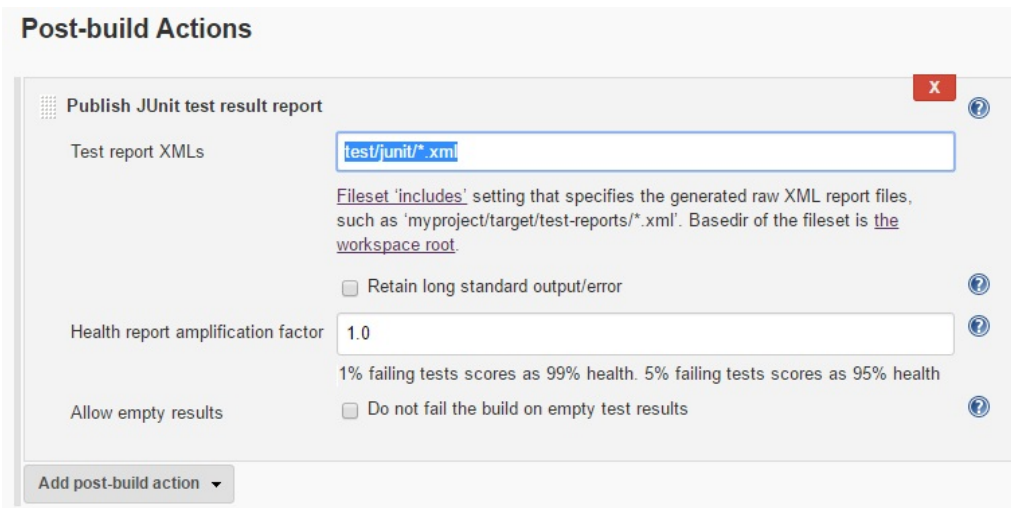 Post-build Actions
X
Publish JUnit test result report
?
Test report XMLs
test/junit/*.xml
Fileset ‘includes’ setting that specifies the generated raw XML report files,
such as ‘myproject/target/test-reports/*.xml’. Basedir of the fileset is the
workspace root.
Retain long standard output/error
?
Health report amplification factor
1.0
?
1% failing tests scores as 99% health. 5% failing tests scores as 95% health
Allow empty results
Do not fail the build on empty test results
?
Add post-build action